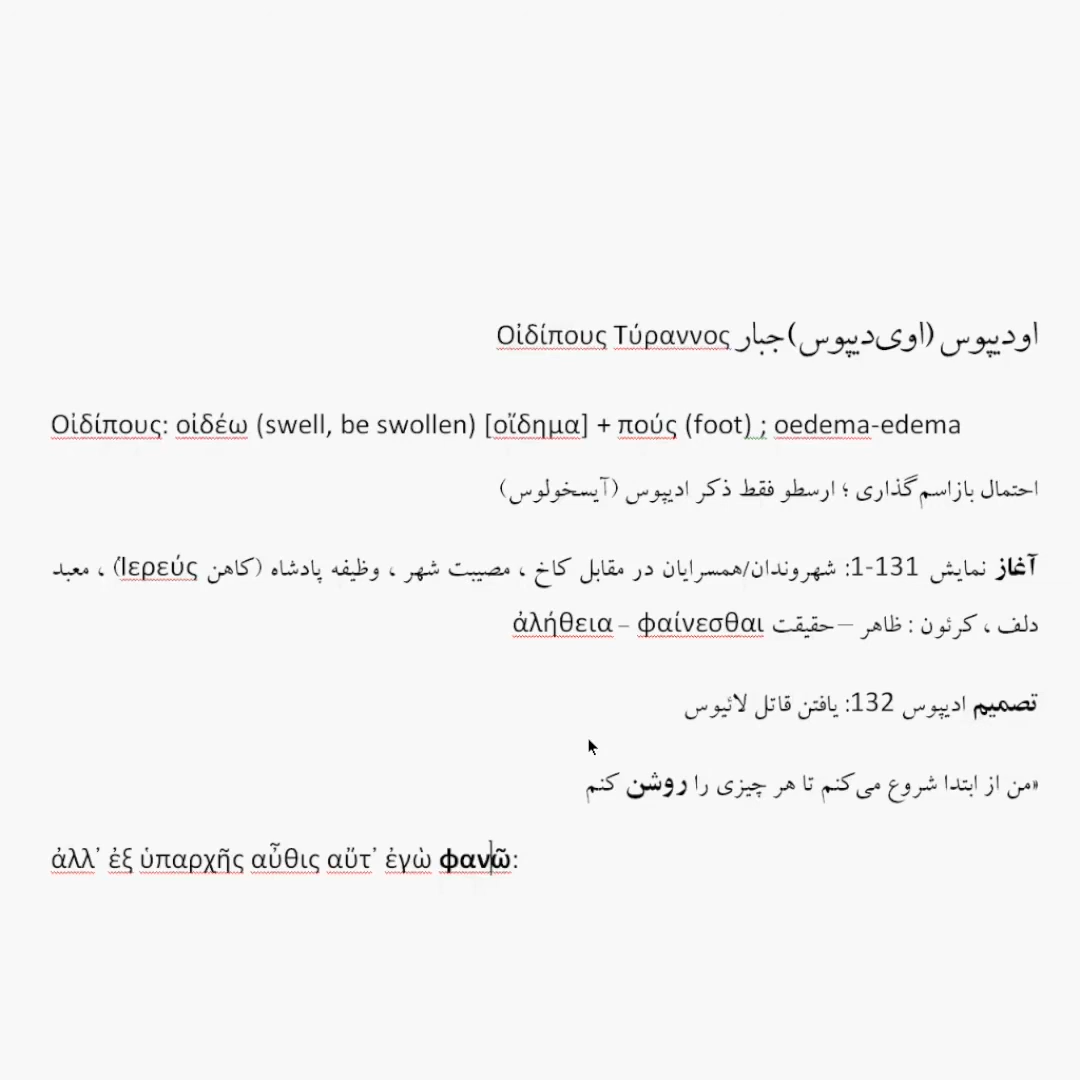 اودیپوس (اوی‌دیپوس)جبار Οἰδίπους Τύραννος
Οἰδίπους: οἰδέω (swell, be swollen) [οἴδημα] + πούς (foot) ; oedema-edema
احتمال بازاسم‌گذاری ؛ ارسطو فقط ذکر ادیپوس (آیسخولوس)
آغاز نمایش 131-1: شهروندان/همسرایان در مقابل کاخ ، مصیبت شهر ، وظیفه پادشاه (کاهن Ἱερεύς) ، معبد
دلف ، کرئون : ظاهر –حقیقت φαίνεσθαι – ἀλήθεια
تصمیم ادیپوس 132: یافتن قاتل لائیوس
«من از ابتدا شروع می‌کنم تا هر چیزی را روشن کنم
ἀλλ᾽ ἐξ ὑπαρχῆς αὖθις αὔτ᾽ ἐγὼ φανῶ: